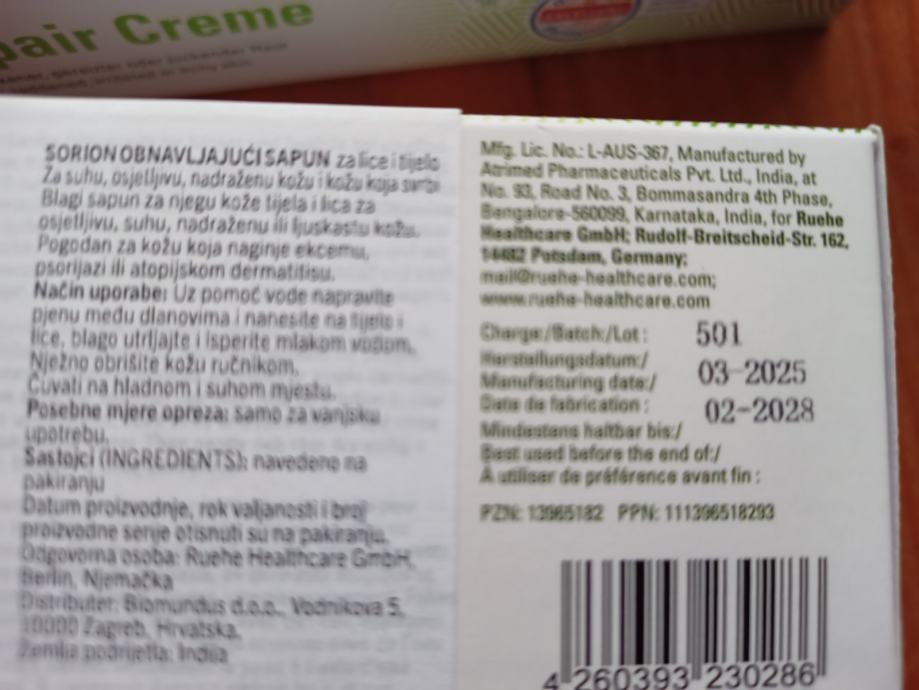 pair Creme
SORION OBNAVLJAJUĆI SAPUN za lice i tijelo
Za suhu, osjetljivu, nadraženu kožu i kožu koja svrbi
Blagi sapun za njegu kože tijela i lica za
osjetljivu, suhu, nadraženu ili ljuskastu kožu.
Pogodan za kožu koja naginje ekcemu,
psorijazi ili atopijskom dermatitisu.
Način uporabe: Uz pomoć vode napravite
pjenu među dlanovima i nanesite na tijelo i
lice, blago utrljajte i isperite mlakom vodom.
Nježno obrišite kožu ručnikom.
Čuvati na hladnom i suhom mjestu.
Posebne mjere opreza: samo za vanjsku
upotrebu.
Sastojci (INGREDIENTS): navedeno na
pakiranju
Datum proizvodnje, rok valjanosti i broj
proizvodne serije otisnuti su na pakiranju.
Odgovorna osoba: Ruehe Healthcare GmbH,
Berlin, Njemačka
Distributer: Biomundus d.o.o., Vodnikova 5,
10000 Zagreb, Hrvatska.
Zemlja podrijetla: Indija
Mfg. Lic. No.: L-AUS-367, Manufactured by
Atrimed Pharmaceuticals Pvt. Ltd., India, at
No. 93, Road No. 3, Bommasandra 4th Phase,
Bengalore-560099, Karnataka, India, for Ruehe
Healthcare GmbH; Rudolf-Breitscheid-Str. 162,
14482 Potsdam, Germany;
mail@ruehe-healthcare.com;
www.ruehe-healthcare.com
Charge:/Batch:/Lot: 501
Herstellungsdatum:/
Manufacturing date:/ 03-2025
Date de fabrication: 02-2028
Mindestens haltbar bis:/
Best used before the end of:/
À utiliser de préférence avant fin:
PZN: 13965182 PPN: 111396518293
4 260393 230286